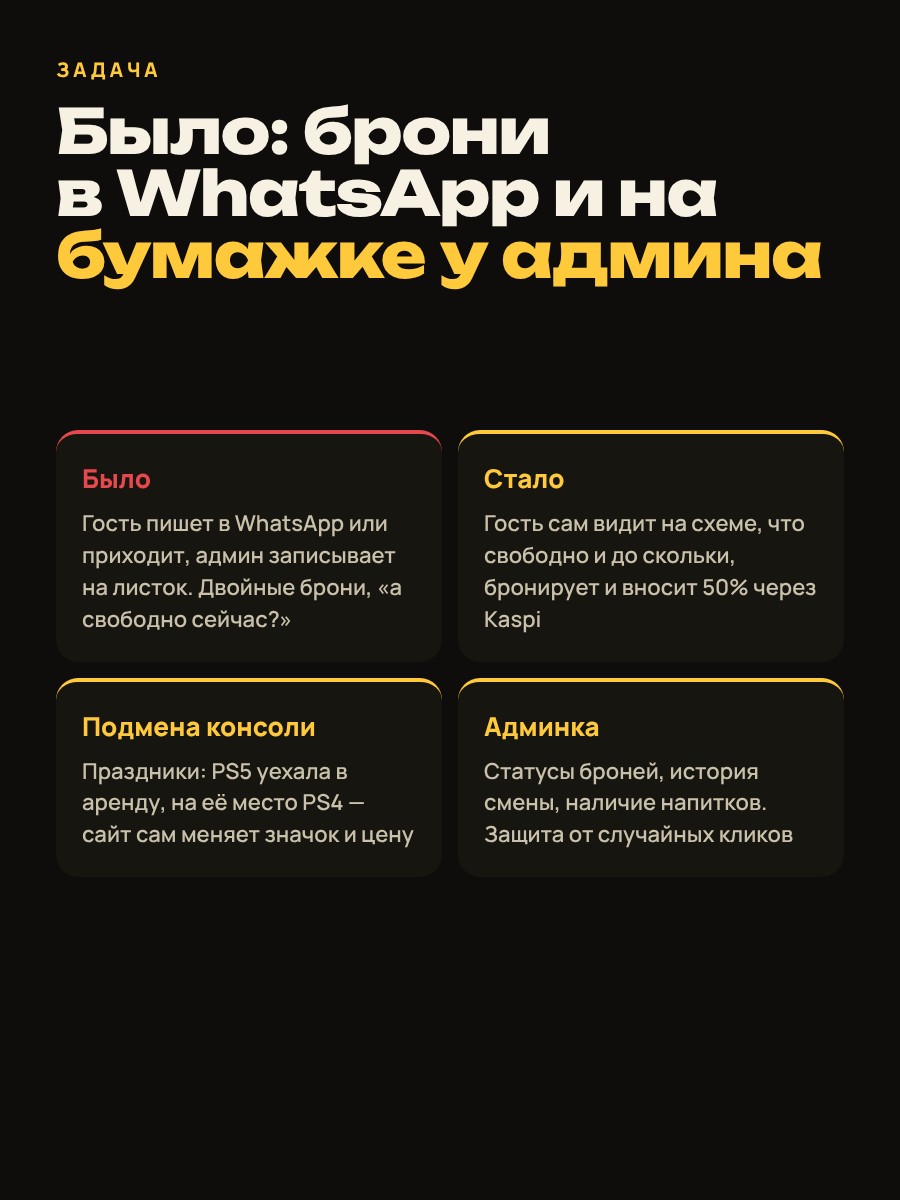 ЗАДАЧА
Было: брони
в WhatsApp и на
бумажке у админа
Было
Гость пишет в WhatsApp или
приходит, админ записывает
на листок. Двойные брони, «а
свободно сейчас?»
Стало
Гость сам видит на схеме, что
свободно и до скольки,
бронирует и вносит 50% через
Kaspi
Подмена консоли
Праздники: PS5 уехала в
аренду, на её место PS4 —
сайт сам меняет значок и цену
Админка
Статусы броней, история
смены, наличие напитков.
Защита от случайных кликов